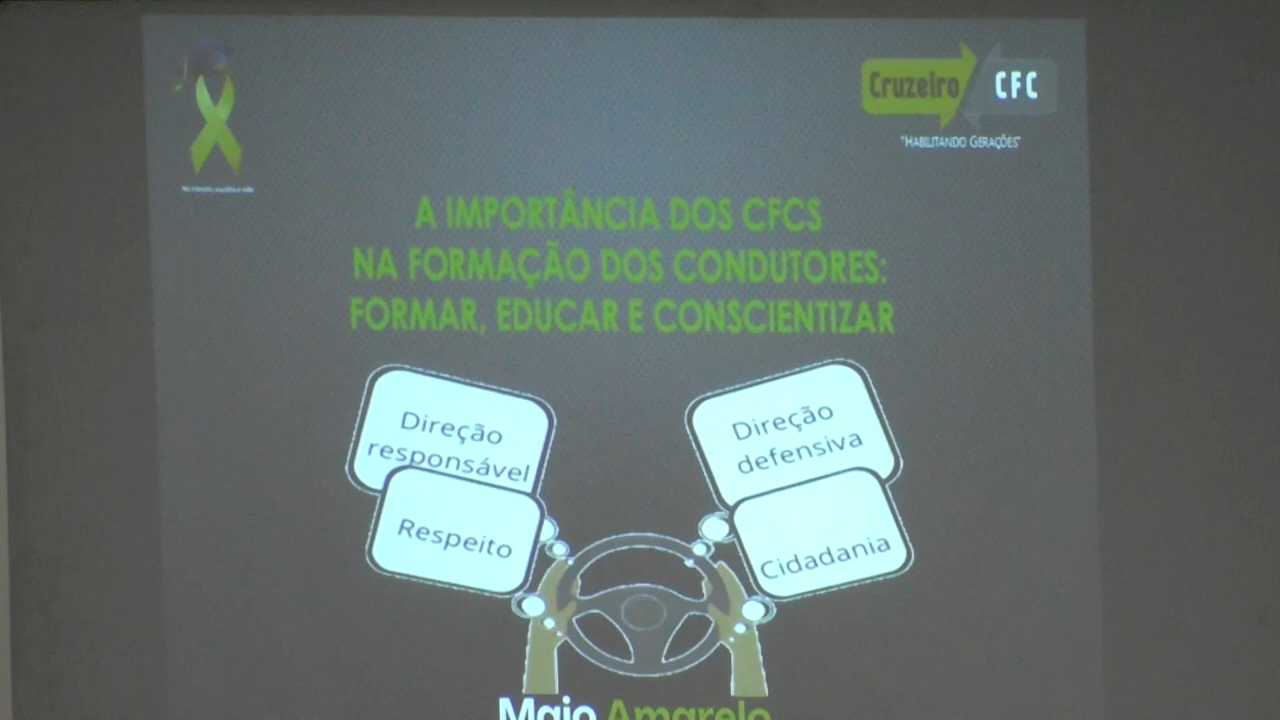 Cruzeiro CFC
"HABILITANDO GERAÇÕES"
A IMPORTÂNCIA DOS CFCS
NA FORMAÇÃO DOS CONDUTORES:
FORMAR, EDUCAR E CONSCIENTIZAR
Direção
responsável
Respeito
Direção
defensiva
Cidadania
Maio Amarelo